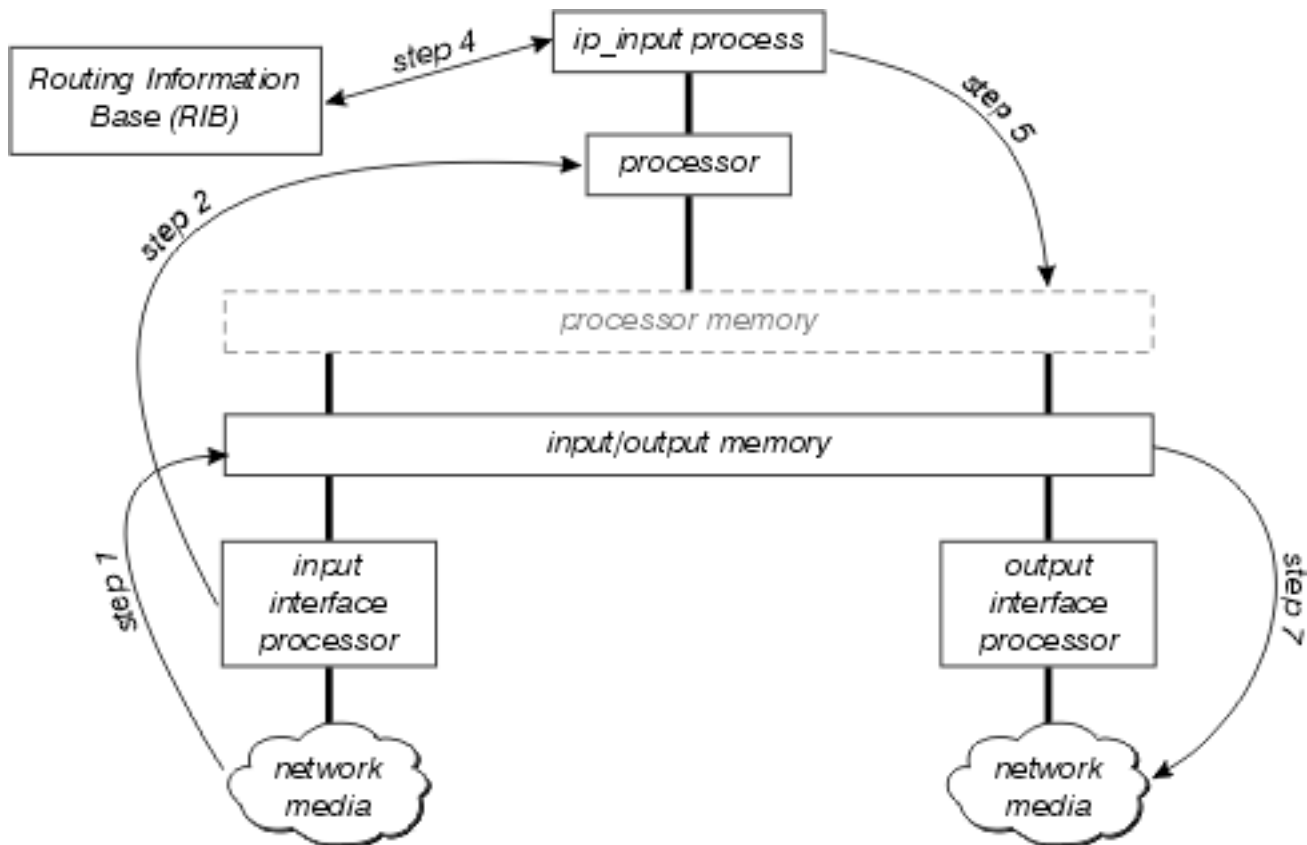 step 4
ip_input process
Routing Information
Base (RIB)
step 5
processor
step 2
processor memory
input/output memory
step 1
input
interface
processor
output
interface
processor
step 7
network
media
network
media